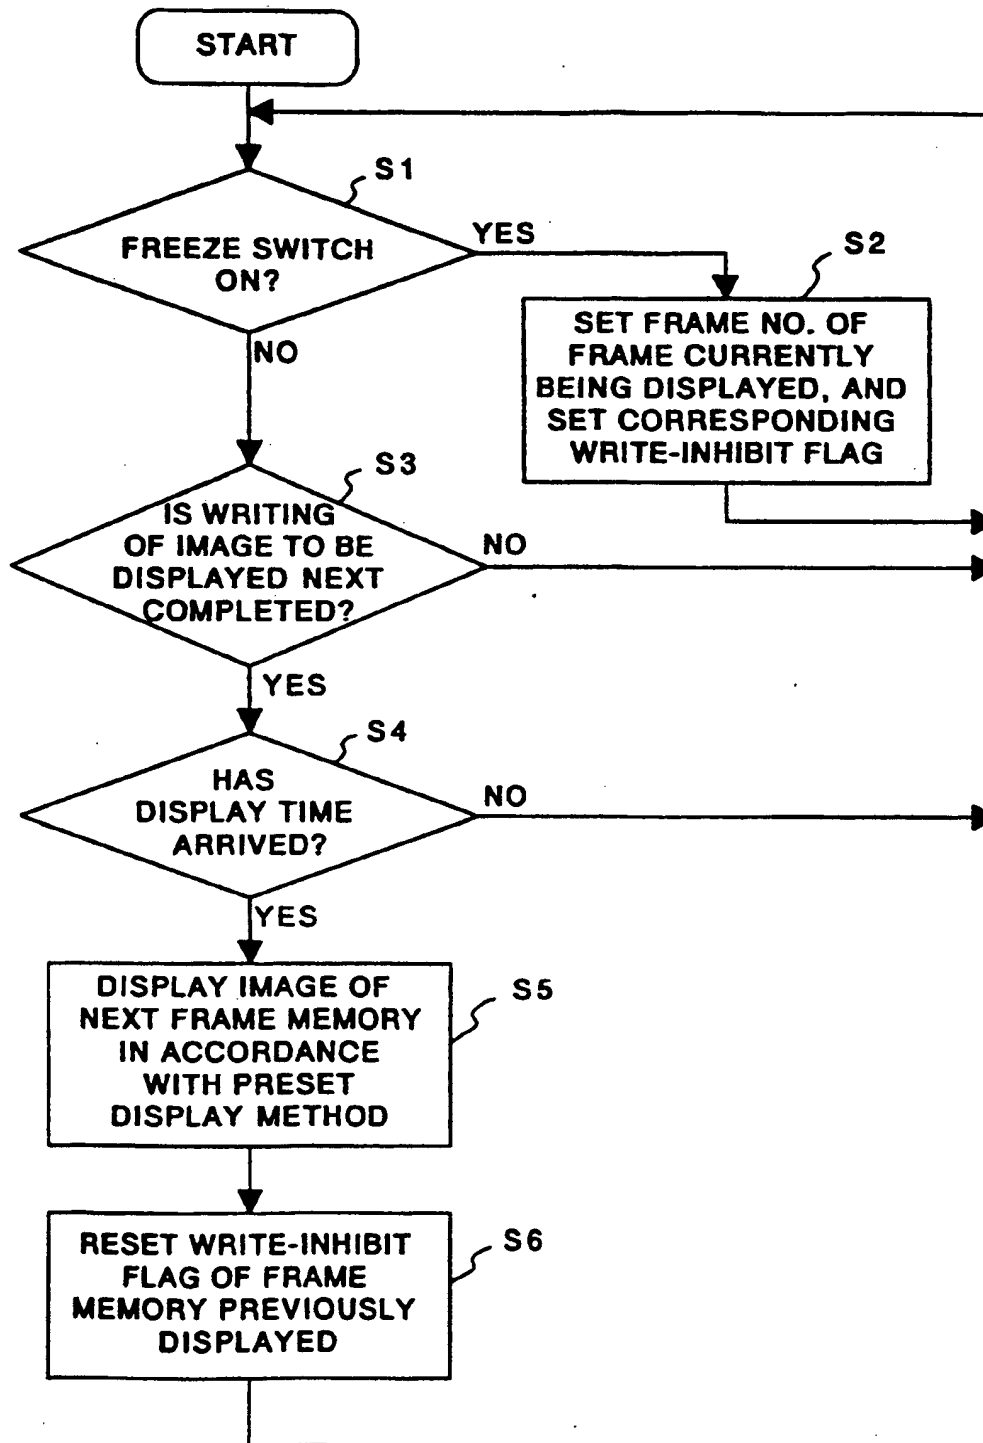 START
S1
FREEZE SWITCH
ON?
YES
NO
S2
SET FRAME NO. OF
FRAME CURRENTLY
BEING DISPLAYED, AND
SET CORRESPONDING
WRITE-INHIBIT FLAG
S3
IS WRITING
OF IMAGE TO BE
DISPLAYED NEXT
COMPLETED?
NO
YES
S4
HAS
DISPLAY TIME
ARRIVED?
NO
YES
S5
DISPLAY IMAGE OF
NEXT FRAME MEMORY
IN ACCORDANCE
WITH PRESET
DISPLAY METHOD
S6
RESET WRITE-INHIBIT
FLAG OF FRAME
MEMORY PREVIOUSLY
DISPLAYED